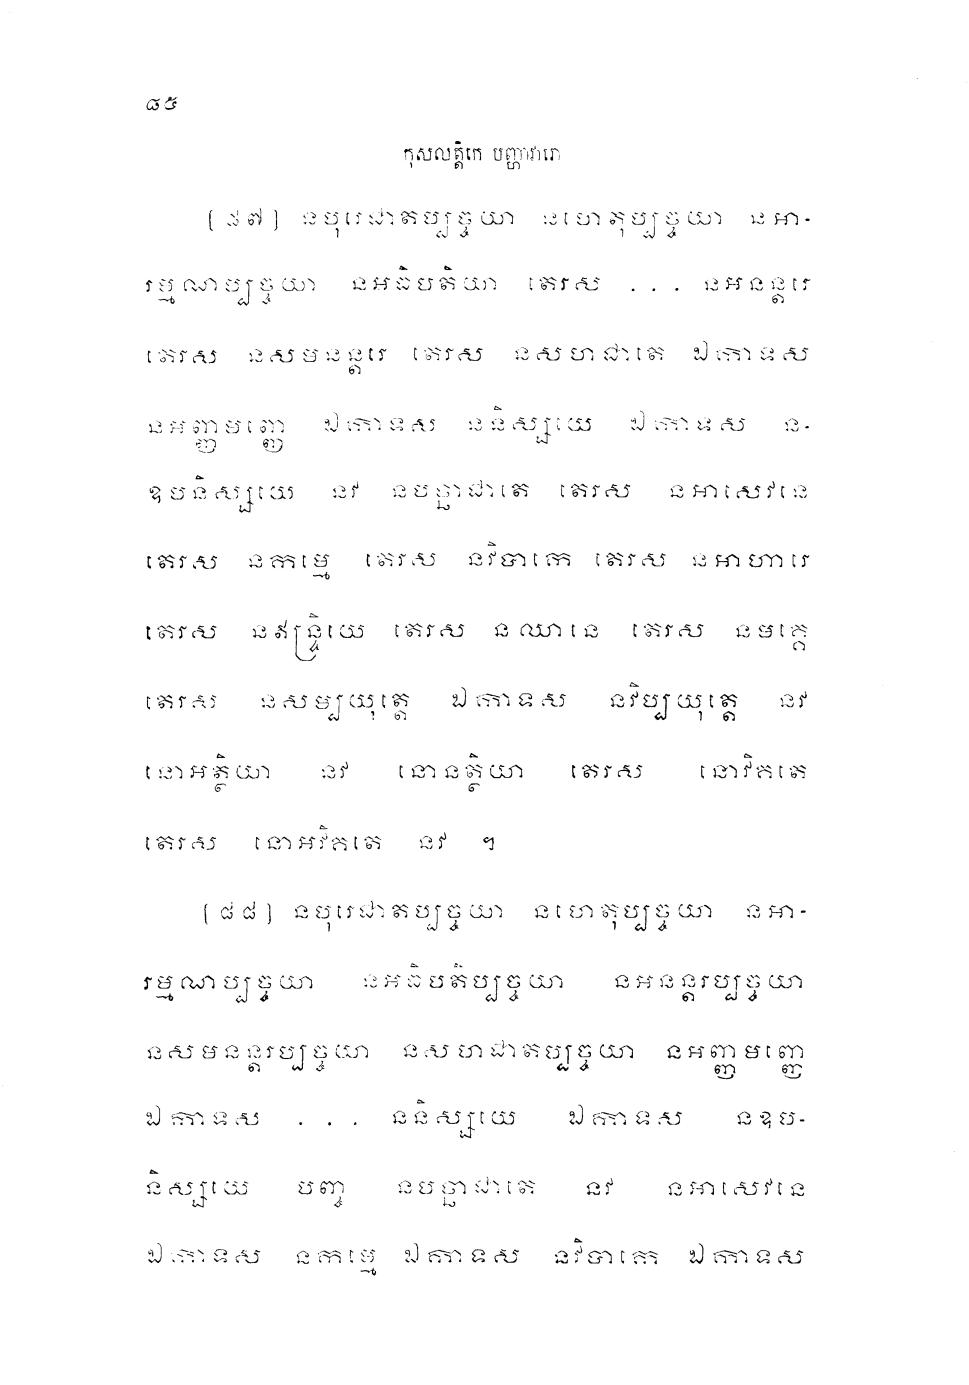 ៨៥
កុសលត្តិកេ បញ្ហាវារោ
[៨៧] នបុរេជាតប្បច្ចយា នហេតុប្បច្ចយា នអា-
រម្មណប្បច្ចយា នអធិបតិយា តេរស ... នអនន្តរេ
តេរស នសមនន្តរេ តេរស នសហជាតេ ឯកាទស
នអញ្ញមញ្ញេ ឯកាទស ននិស្សយេ ឯកាទស ន-
ឧបនិស្សយេ នវ នបច្ឆាជាតេ តេរស នអាសេវនេ
តេរស នកម្មេ តេរស នវិបាកេ តេរស នអាហារេ
តេរស នឥន្ទ្រិយេ តេរស នឈានេ តេរស នមគ្គេ
តេរស នសម្បយុត្តេ ឯកាទស នវិប្បយុត្តេ នវ
នោអត្ថិយា នវ នោនត្ថិយា តេរស នោវិគតេ
តេរស នោអវិគតេ នវ ៗ
[៨៨] នបុរេជាតប្បច្ចយា នហេតុប្បច្ចយា នអា-
រម្មណប្បច្ចយា នអធិបតិប្បច្ចយា នអនន្តរប្បច្ចយា
នសមនន្តរប្បច្ចយា នសហជាតប្បច្ចយា នអញ្ញមញ្ញេ
ឯកាទស ... ននិស្សយេ ឯកាទស នឧប-
និស្សយេ បញ្ច នបច្ឆាជាតេ នវ នអាសេវនេ
ឯកាទស នកម្មេ ឯកាទស នវិបាកេ ឯកាទស